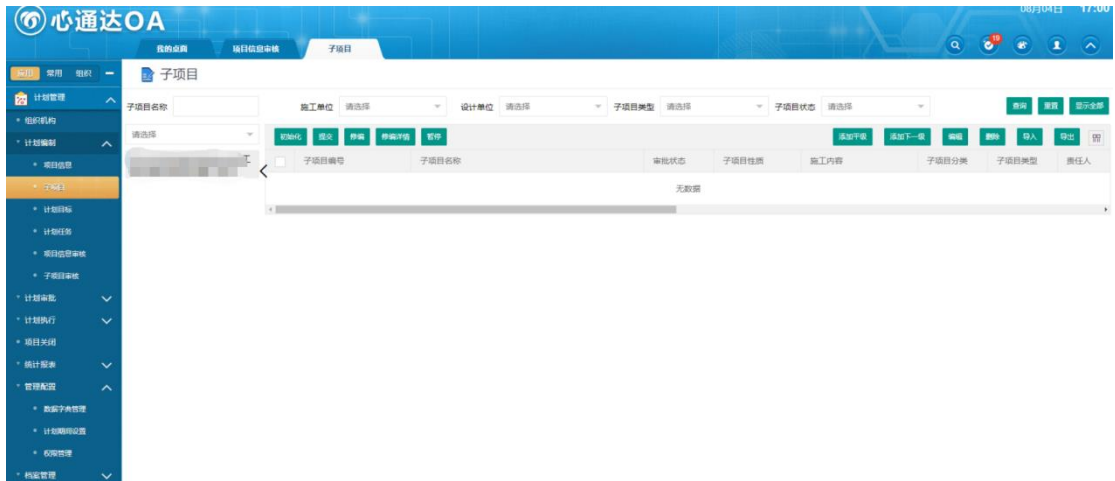 心通达OA
08月04日 17:00
我的桌面 项目信息审核 子项目
19
应用 常用 组织
子项目
计划管理
组织机构
计划编制
项目信息
子项目
计划目标
计划任务
项目信息审核
子项目审核
计划审批
计划执行
项目关闭
统计报表
管理配置
数据字典管理
计划期间设置
权限管理
档案管理
子项目名称 施工单位 请选择 设计单位 请选择 子项目类型 请选择 子项目状态 请选择 查询 重置 显示全部
请选择
初始化 提交 修编 修编详情 暂停 添加平级 添加下一级 编辑 删除 导入 导出
子项目编号 子项目名称 审批状态 子项目性质 施工内容 子项目分类 子项目类型 责任人
无数据